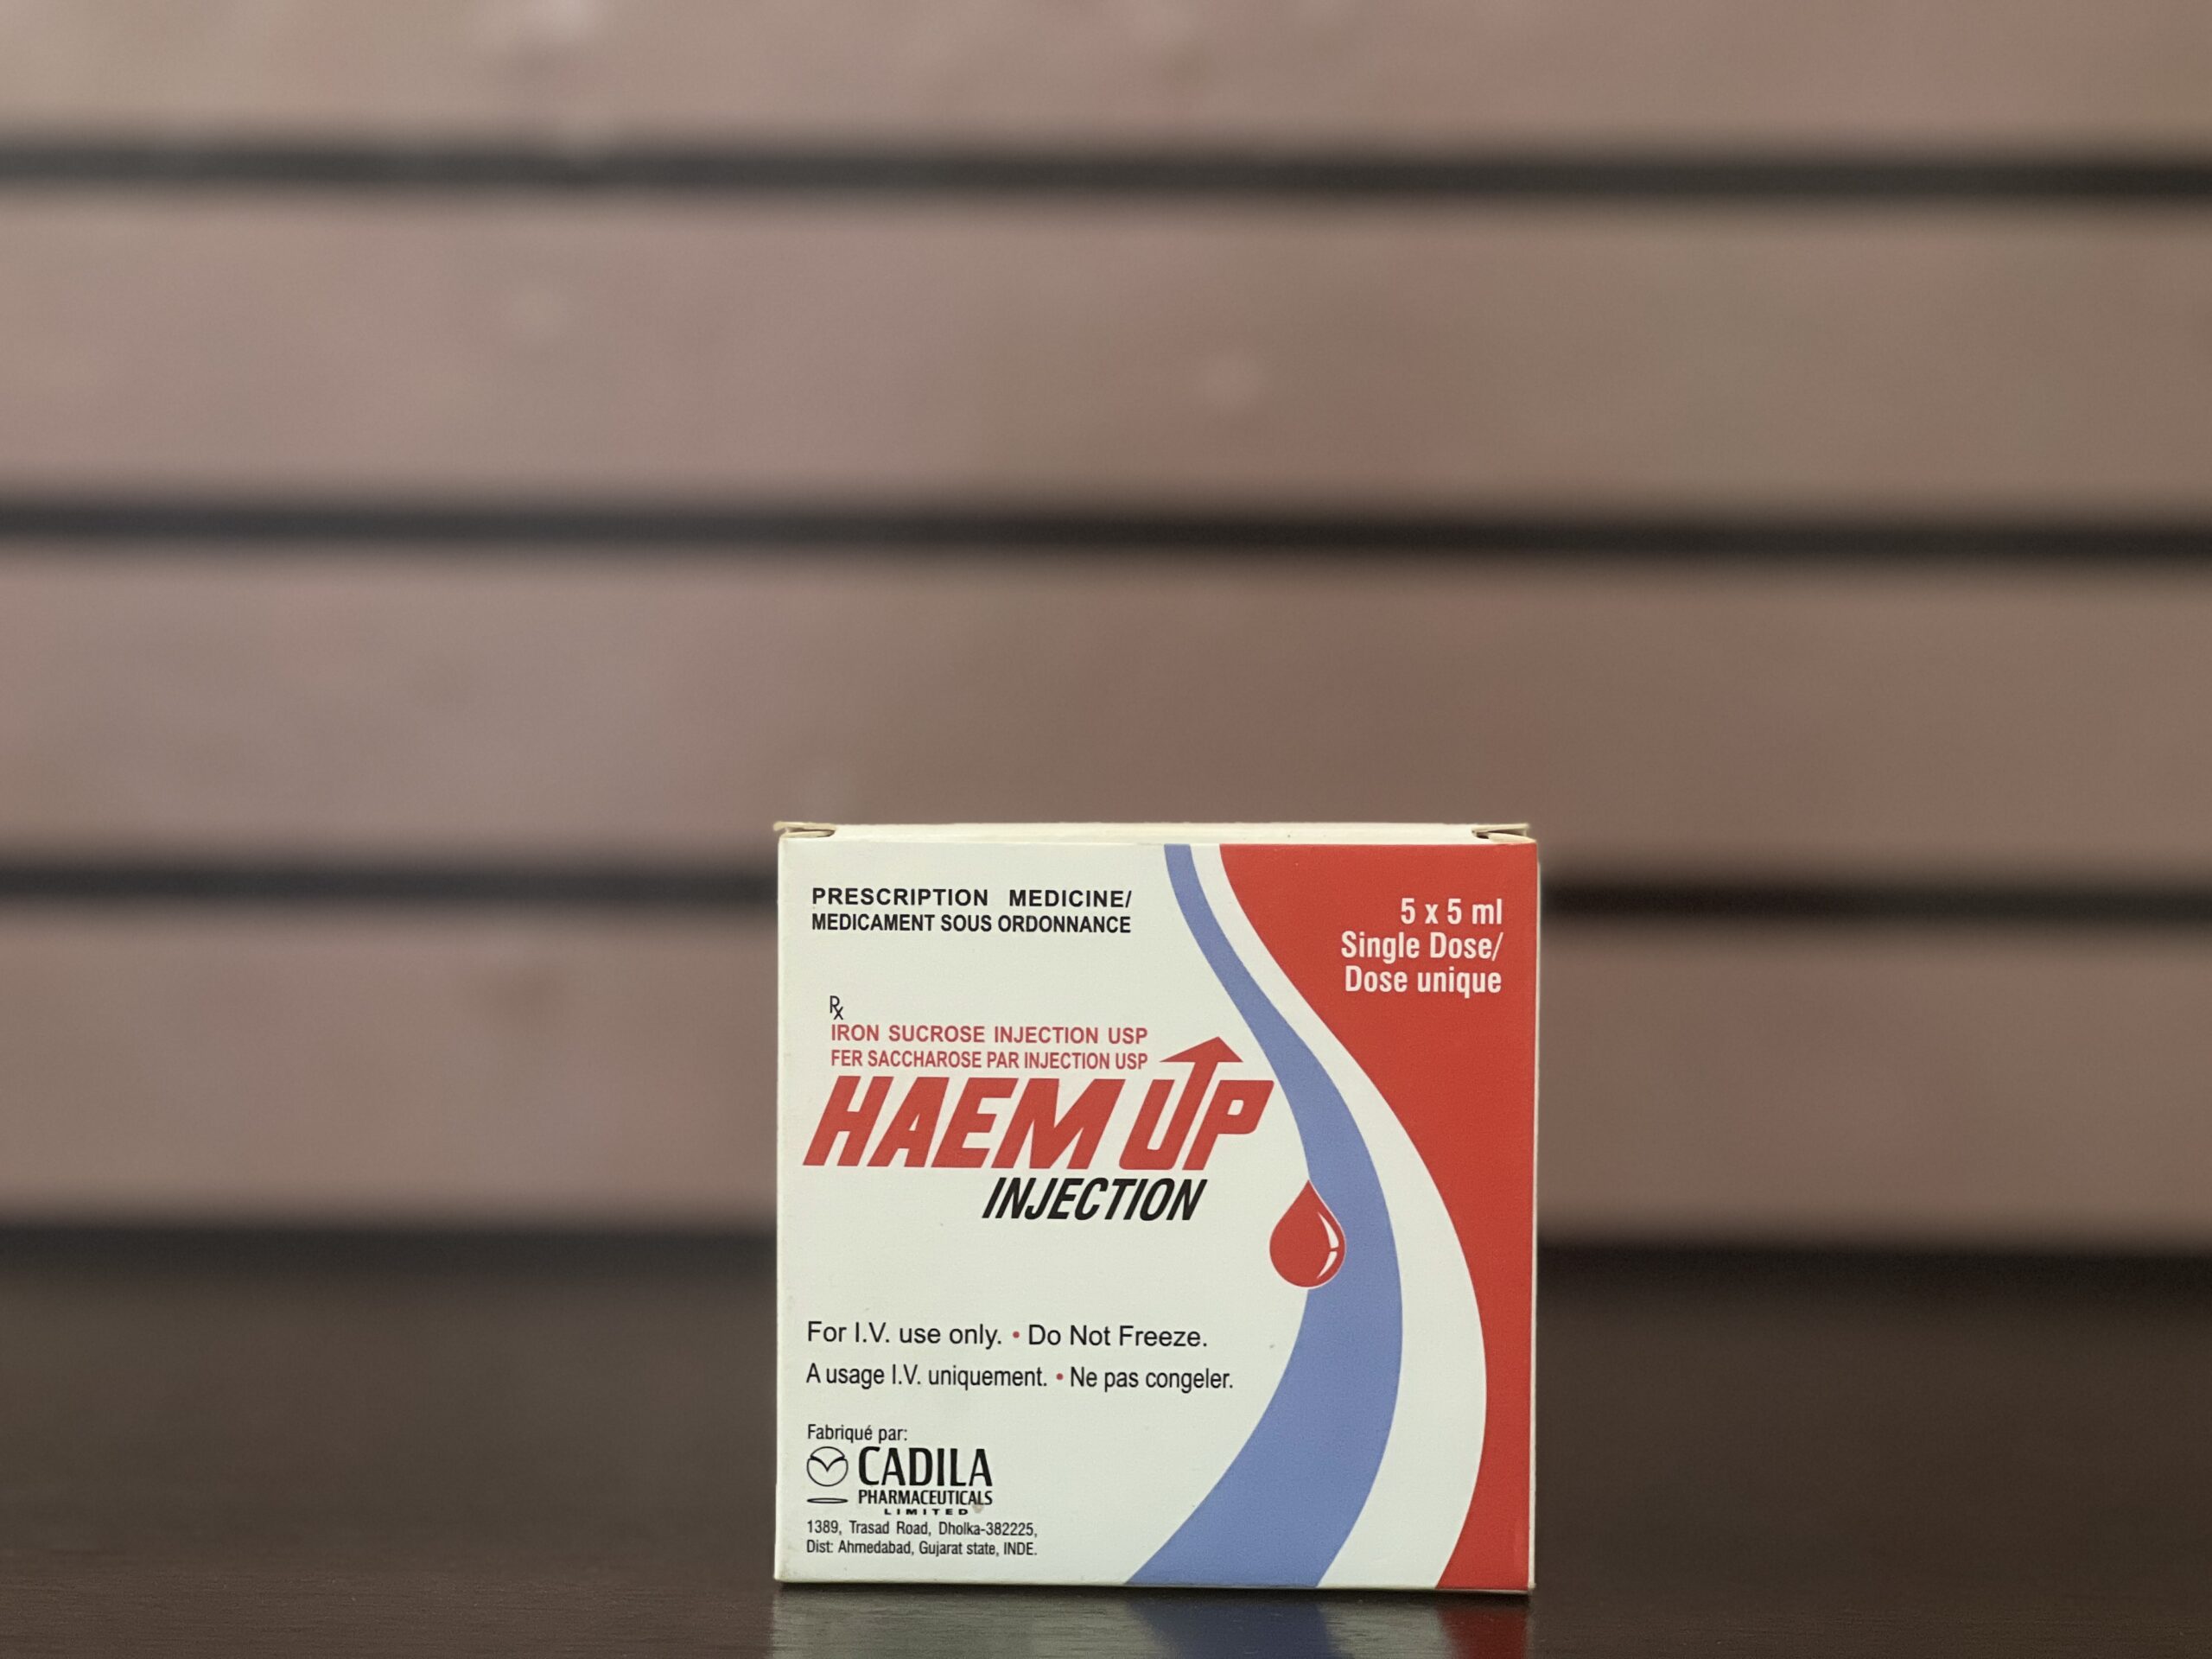 PRESCRIPTION MEDICINE/
MEDICAMENT SOUS ORDONNANCE
5 x 5 ml
Single Dose/
Dose unique
Rx
IRON SUCROSE INJECTION USP
FER SACCHAROSE PAR INJECTION USP
HAEM UP
INJECTION
For I.V. use only. • Do Not Freeze.
A usage I.V. uniquement. • Ne pas congeler.
Fabriqué par:
CADILA
PHARMACEUTICALS
LIMITED
1389, Trasad Road, Dholka-382225,
Dist: Ahmedabad, Gujarat state, INDE.